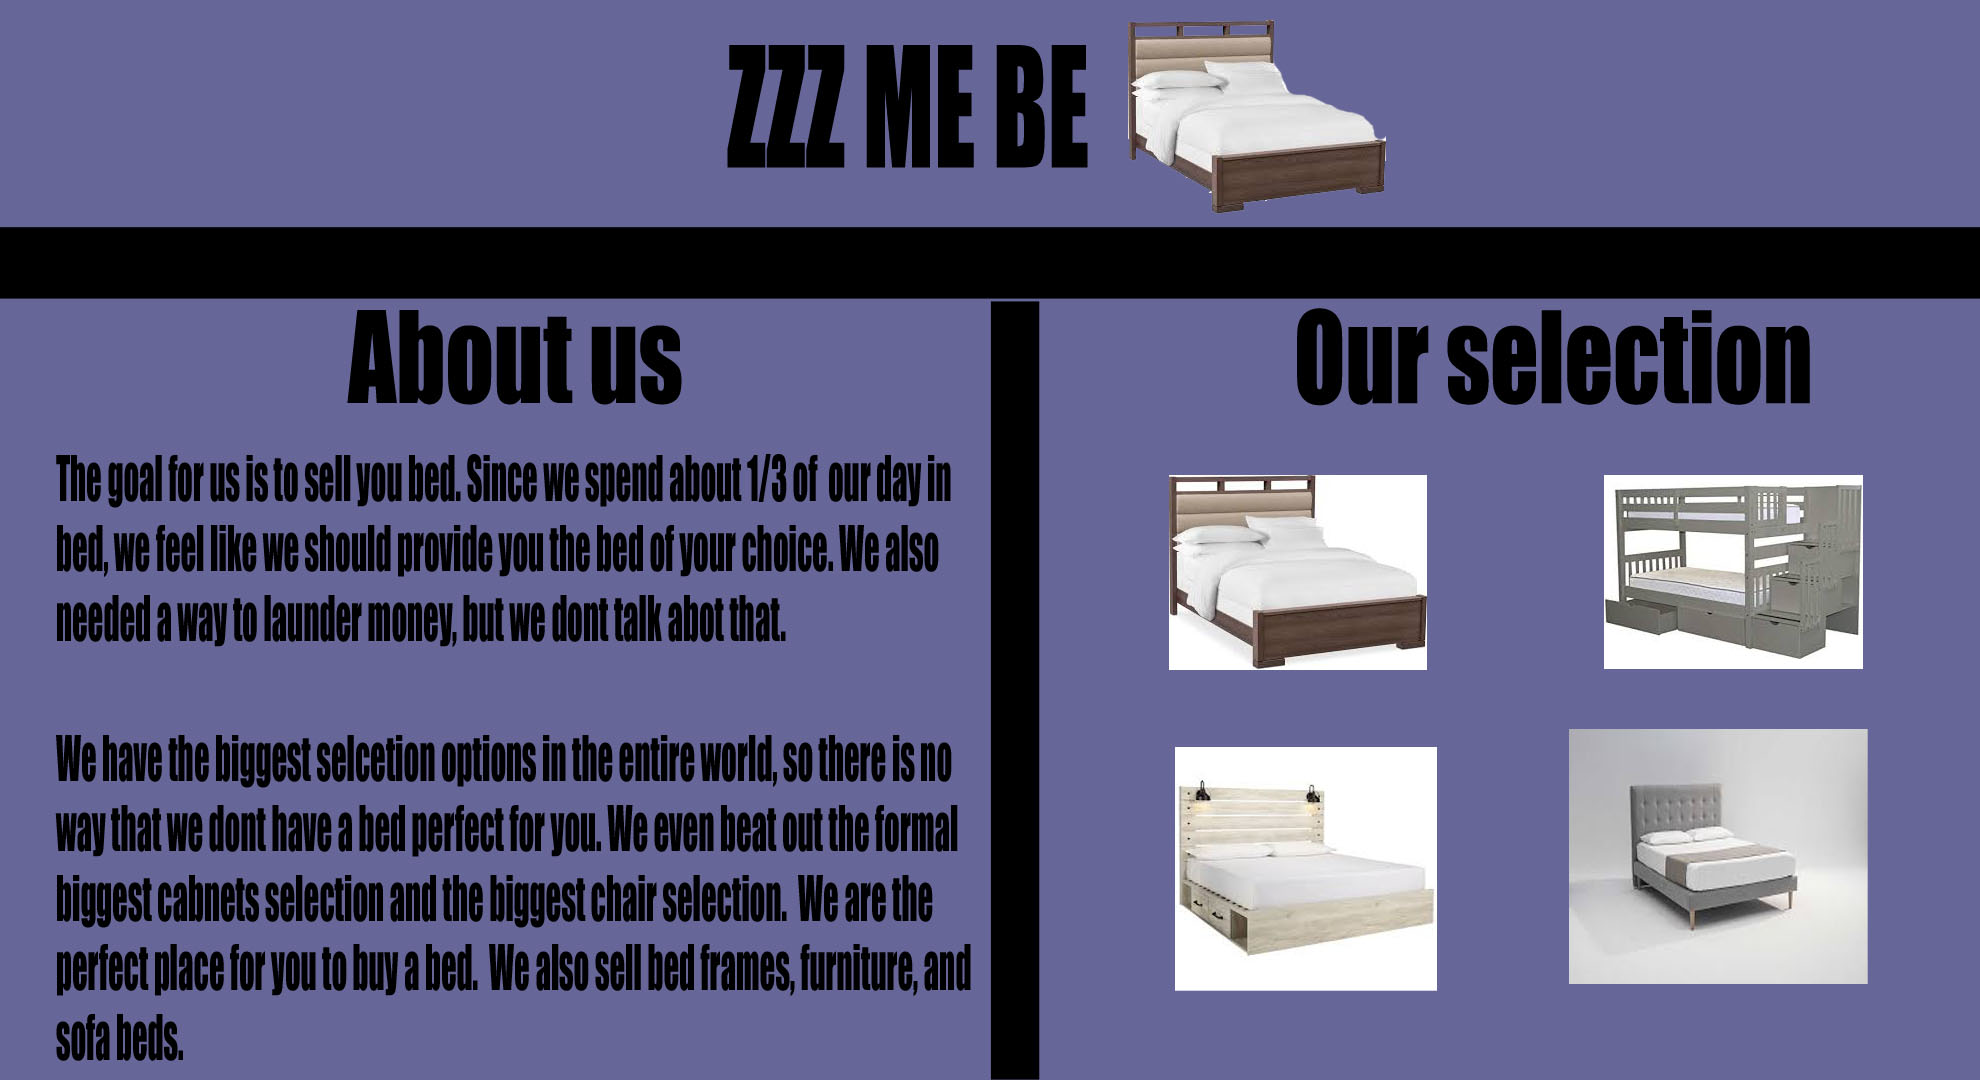 ZZZ ME BE
About us
Our selection
The goal for us is to sell you bed. Since we spend about 1/3 of  our day in
bed, we feel like we should provide you the bed of your choice. We also
needed a way to launder money, but we dont talk abot that.
We have the biggest selcetion options in the entire world, so there is no
way that we dont have a bed perfect for you. We even beat out the formal
biggest cabnets selection and the biggest chair selection.  We are the
perfect place for you to buy a bed.  We also sell bed frames, furniture, and
sofa beds.